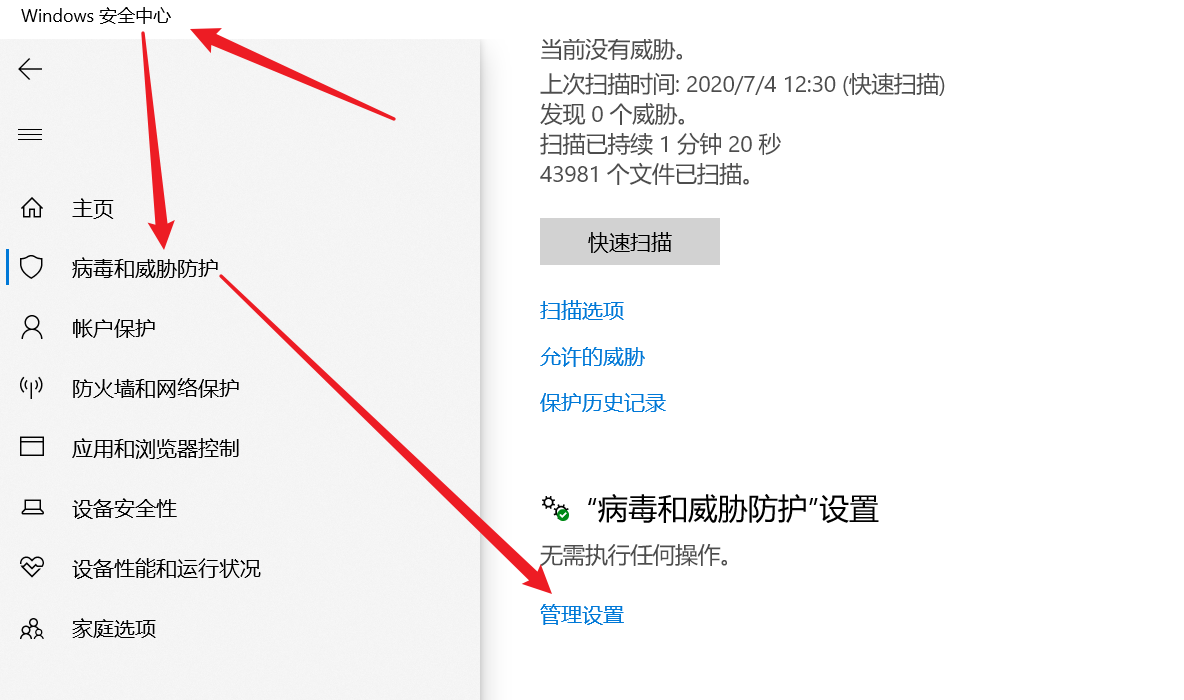 Windows 安全中心
主页
病毒和威胁防护
帐户保护
防火墙和网络保护
应用和浏览器控制
设备安全性
设备性能和运行状况
家庭选项
当前没有威胁。
上次扫描时间: 2020/7/4 12:30 (快速扫描)
发现 0 个威胁。
扫描已持续 1 分钟 20 秒
43981 个文件已扫描。
快速扫描
扫描选项
允许的威胁
保护历史记录
“病毒和威胁防护”设置
无需执行任何操作。
管理设置